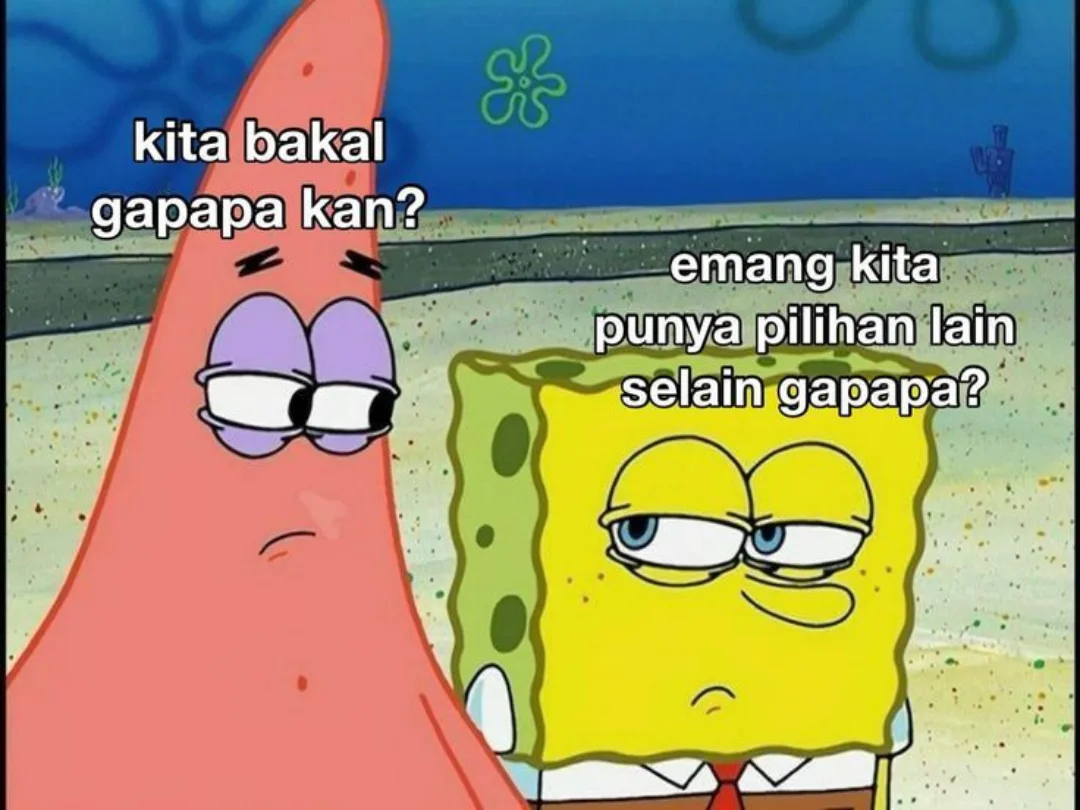 kita bakal
gapapa kan?
emang kita
punya pilihan lain
selain gapapa?